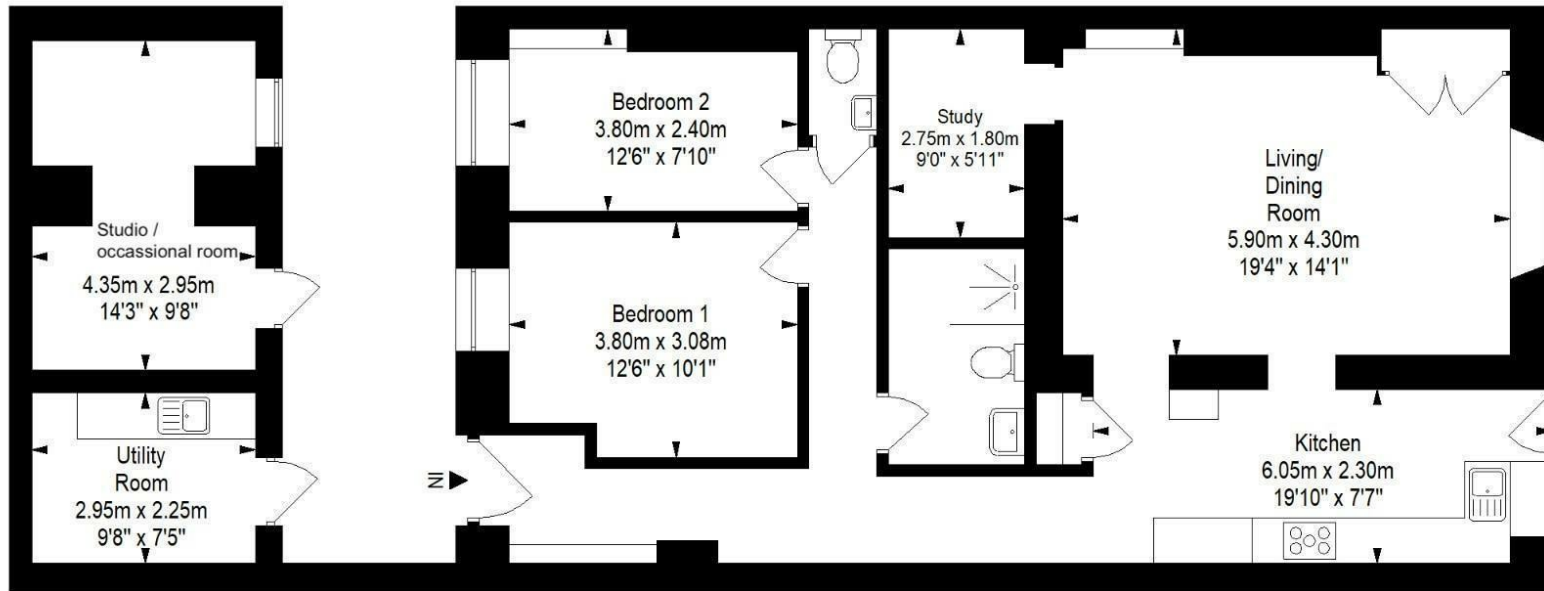 Studio /
occassional room
4.35m x 2.95m
14'3" x 9'8"
Utility
Room
2.95m x 2.25m
9'8" x 7'5"
IN
Bedroom 2
3.80m x 2.40m
12'6" x 7'10"
Bedroom 1
3.80m x 3.08m
12'6" x 10'1"
Study
2.75m x 1.80m
9'0" x 5'11"
Living/
Dining
Room
5.90m x 4.30m
19'4" x 14'1"
Kitchen
6.05m x 2.30m
19'10" x 7'7"